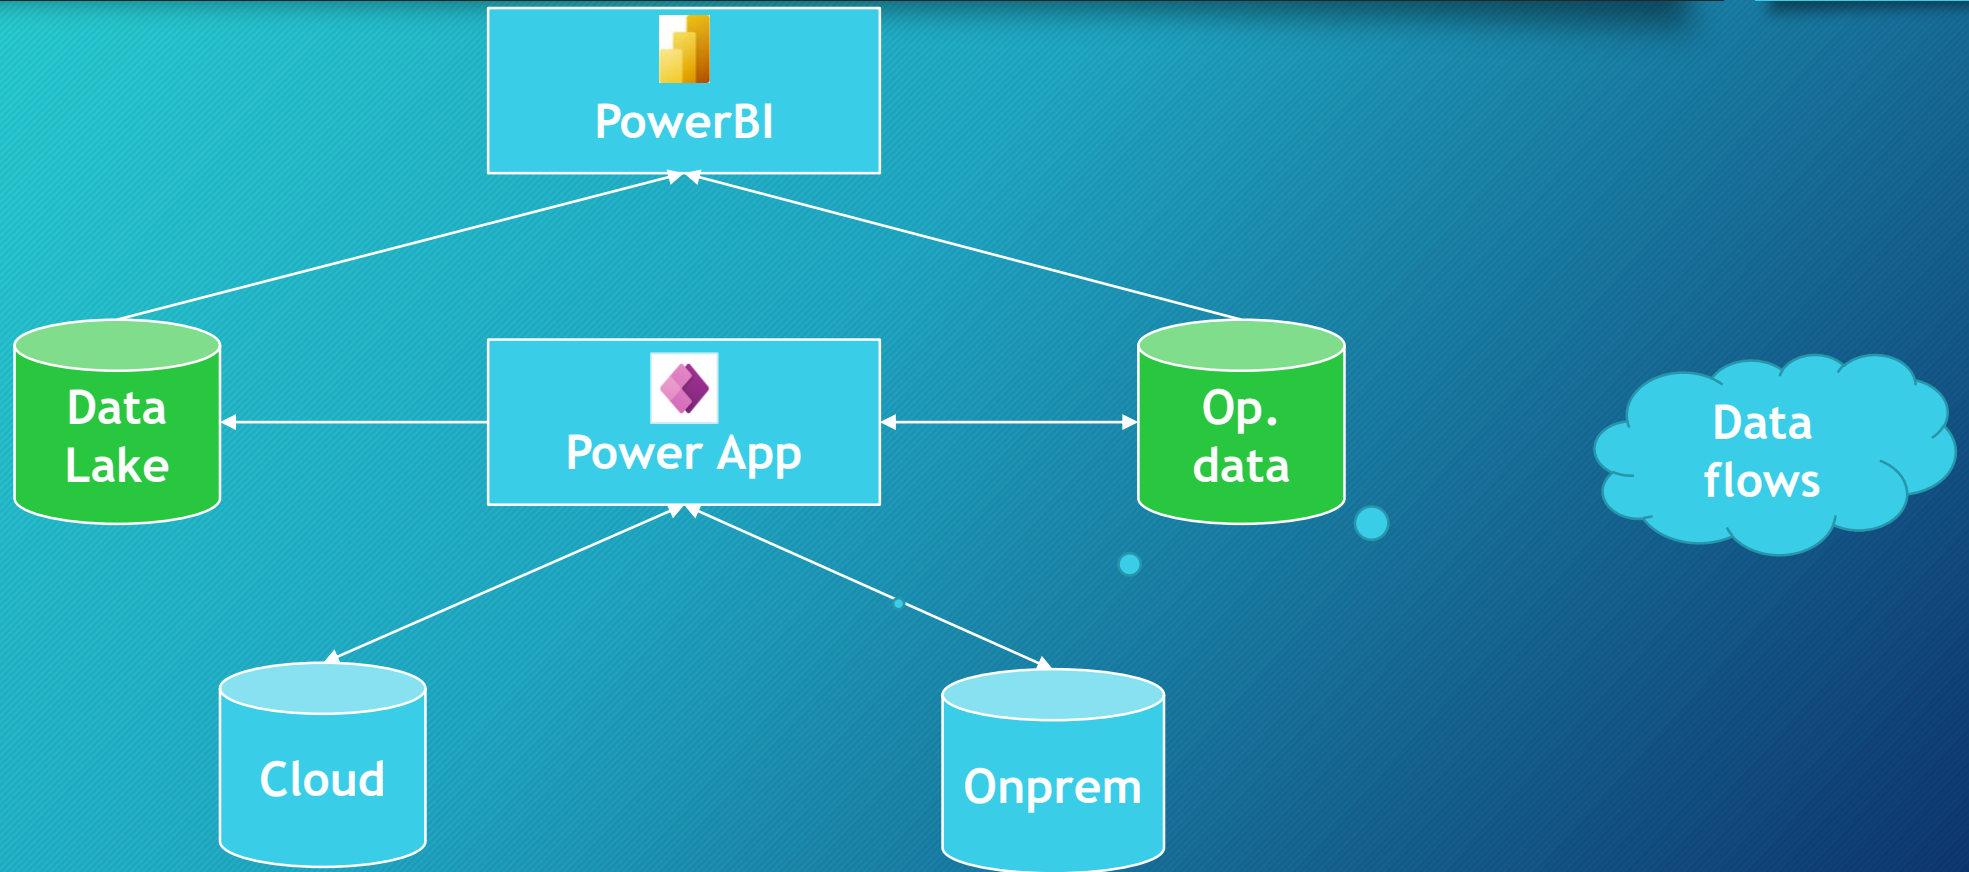 PowerBI
Data
Lake
Power App
Op.
data
Data
flows
Cloud
Onprem